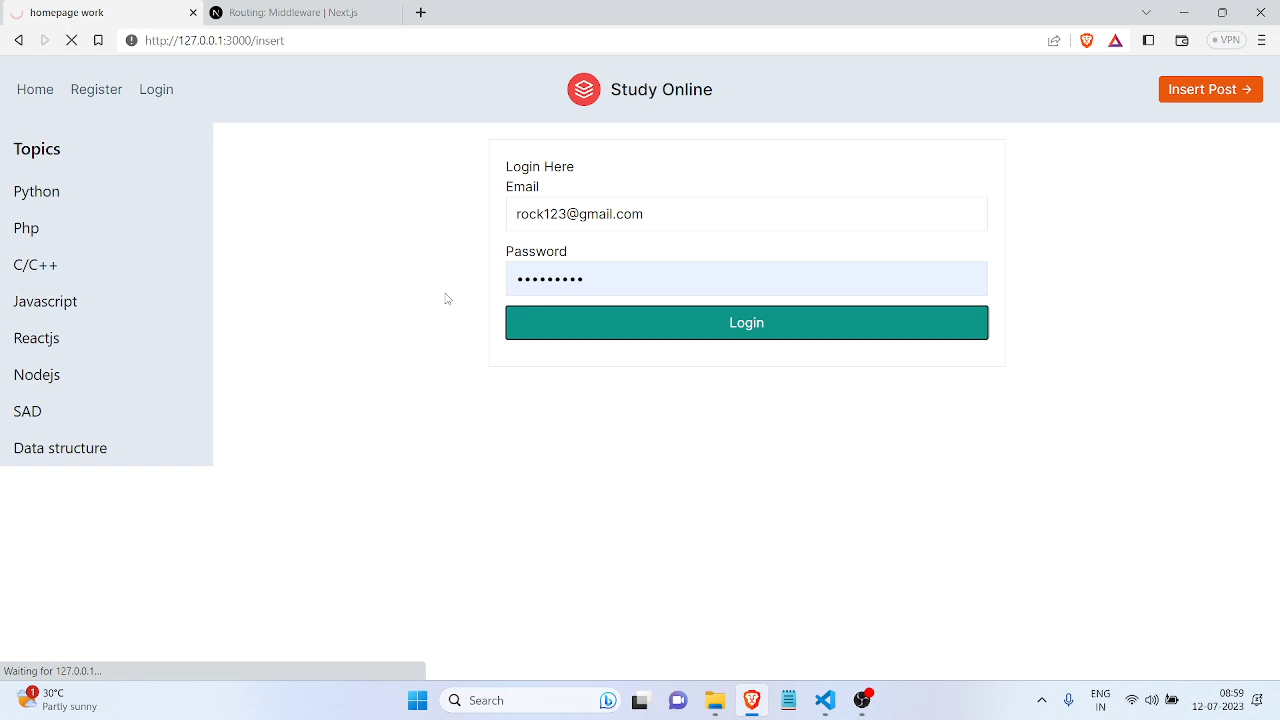 homepage work
Routing: Middleware | Next.js
http://127.0.0.1:3000/insert
VPN
Home Register Login
Study Online
Insert Post →
Topics
Python
Php
C/C++
Javascript
Reactjs
Nodejs
SAD
Data structure
Login Here
Email
rock123@gmail.com
Password
•••••••••
Login
Waiting for 127.0.0.1...
1
30°C
Partly sunny
Search
ENG
IN
08:59
12-07-2023